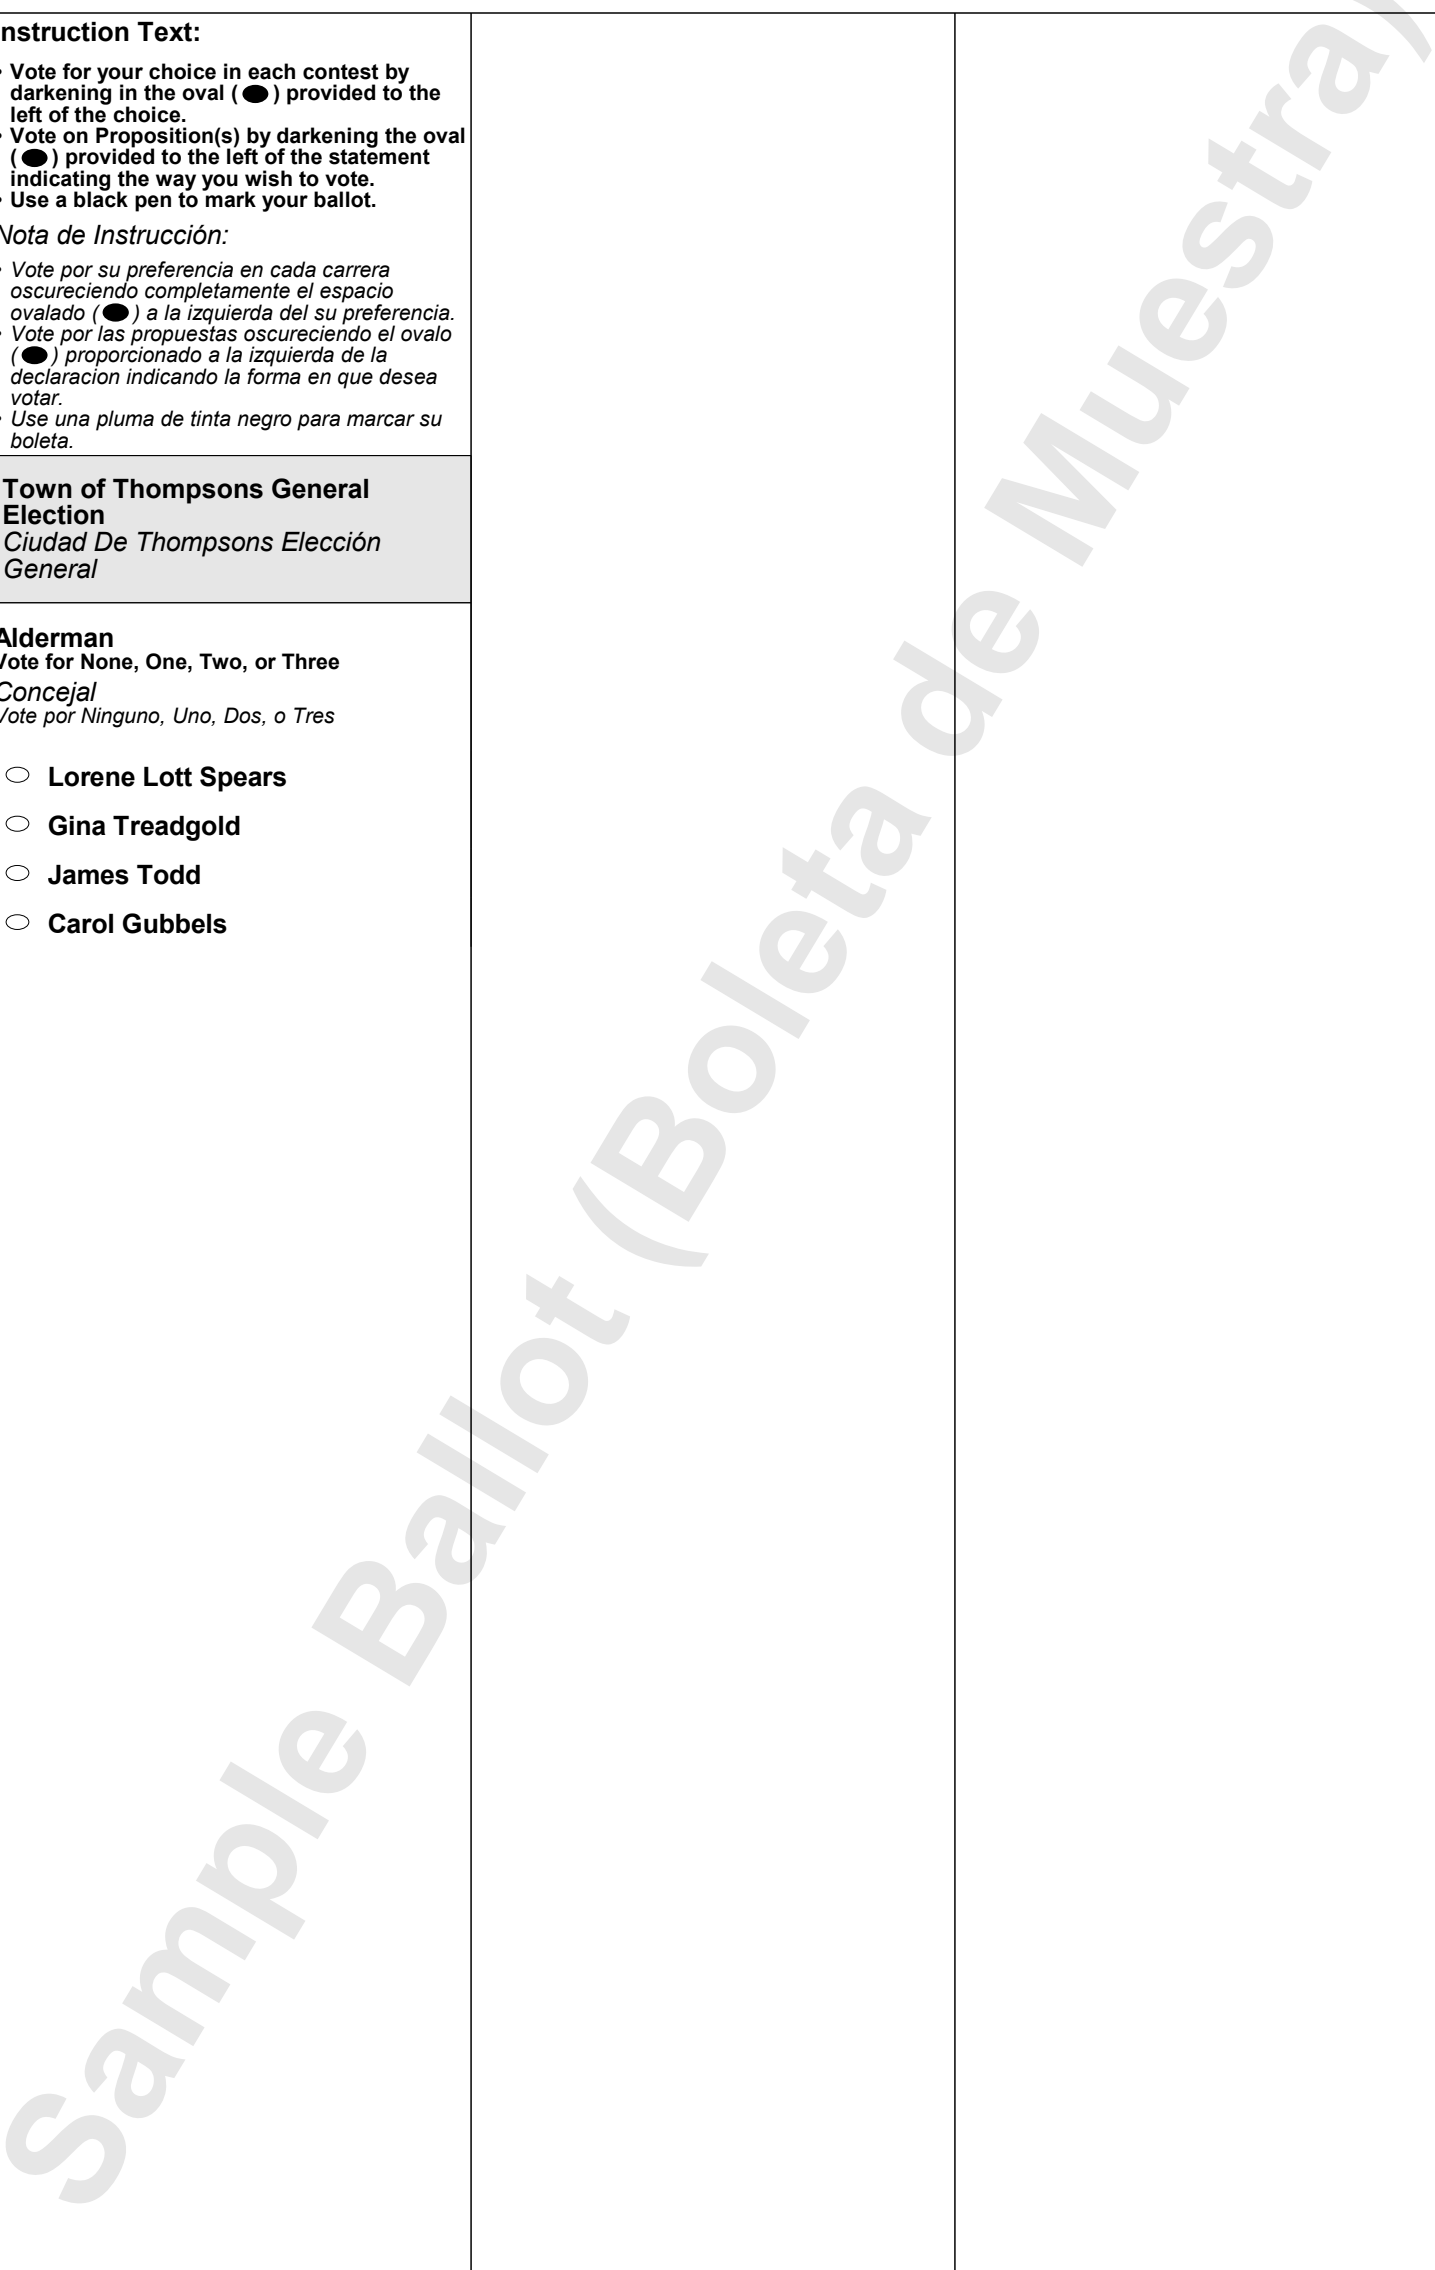 nstruction Text:
• Vote for your choice in each contest by
darkening in the oval (⬬) provided to the
left of the choice.
• Vote on Proposition(s) by darkening the oval
(⬬) provided to the left of the statement
indicating the way you wish to vote.
• Use a black pen to mark your ballot.
Nota de Instrucción:
• Vote por su preferencia en cada carrera
oscureciendo completamente el espacio
ovalado (⬬) a la izquierda del su preferencia.
• Vote por las propuestas oscureciendo el ovalo
(⬬) proporcionado a la izquierda de la
declaracion indicando la forma en que desea
votar.
• Use una pluma de tinta negro para marcar su
boleta.
Town of Thompsons General
Election
Ciudad De Thompsons Elección
General
Alderman
Vote for None, One, Two, or Three
Concejal
Vote por Ninguno, Uno, Dos, o Tres
Lorene Lott Spears
Gina Treadgold
James Todd
Carol Gubbels
Sample Ballot (Boleta de Muestra)